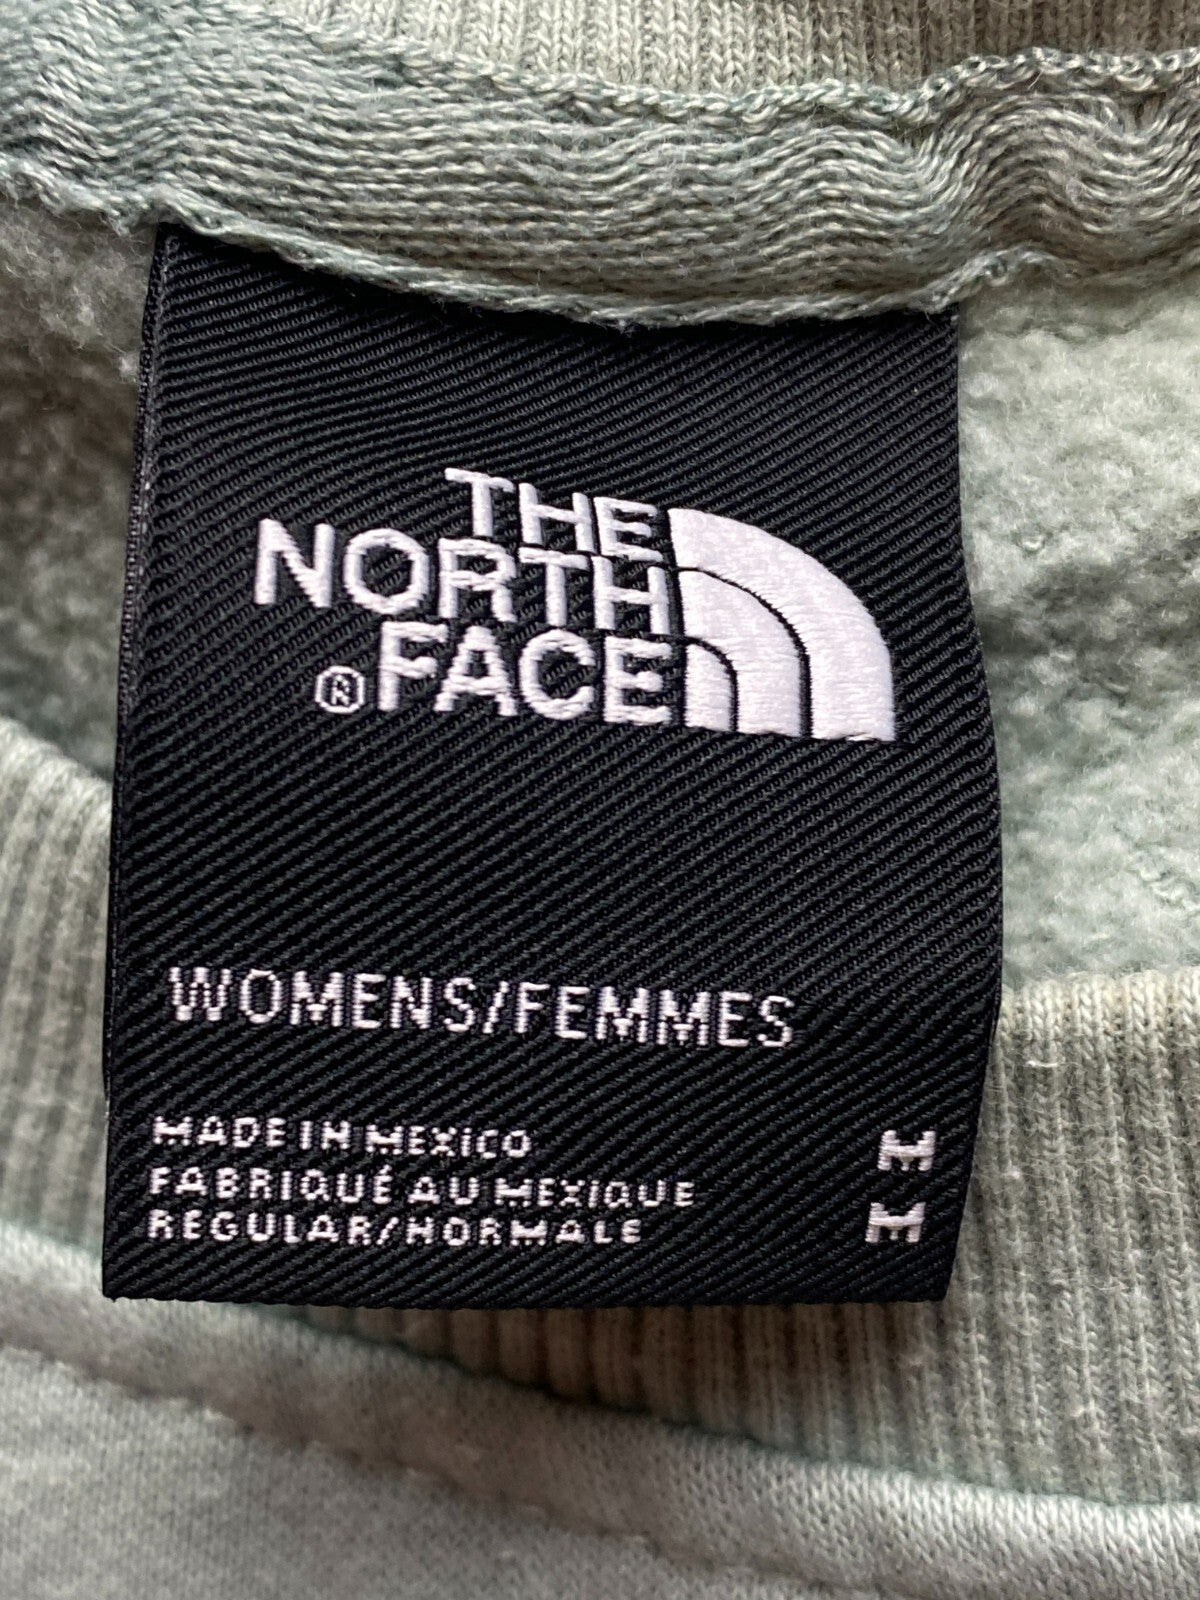 THE
NORTH
®FACE
WOMENS/FEMMES
MADE IN MEXICO M
FABRIQUÉ AU MEXIQUE
REGULAR/NORMALE M